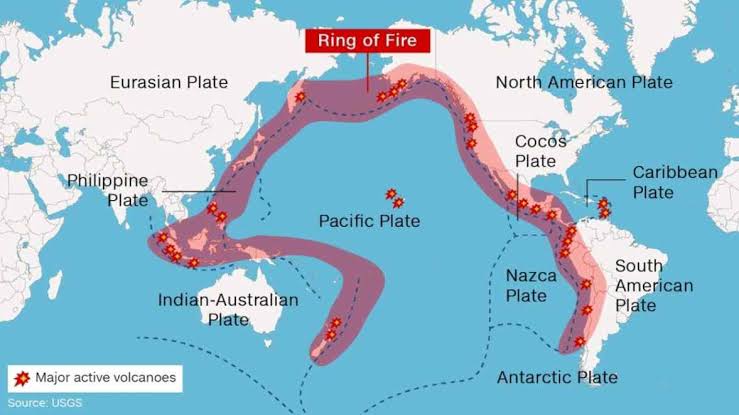 Ring of Fire
Eurasian Plate
North American Plate
Cocos
Plate
Caribbean
Plate
Philippine
Plate
Pacific Plate
Nazca
Plate
South
American
Plate
Indian-Australian
Plate
Antarctic Plate
Major active volcanoes
Source: USGS